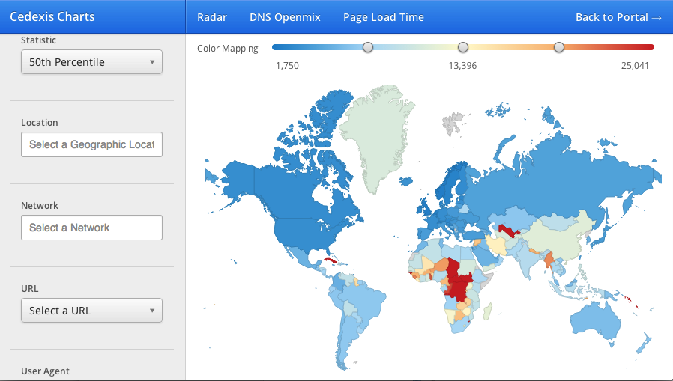 Cedexis Charts
Radar DNS Openmix Page Load Time Back to Portal →
Statistic
50th Percentile
Location
Select a Geographic Locat
Network
Select a Network
URL
Select a URL
User Agent
Color Mapping
1,750 13,396 25,041